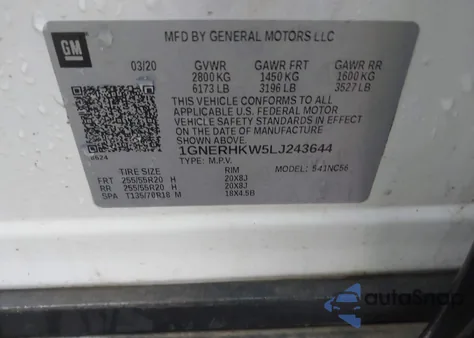 GM
MFD BY GENERAL MOTORS LLC
03/20 GVWR GAWR FRT GAWR RR
2800 KG 1450 KG 1600 KG
6173 LB 3196 LB 3527 LB
THIS VEHICLE CONFORMS TO ALL
APPLICABLE U.S. FEDERAL MOTOR
VEHICLE SAFETY STANDARDS IN EFFECT ON
THE DATE OF MANUFACTURE SHOWN ABOVE.
1GNERHKW5LJ243644
TYPE: M.P.V. MODEL:
TIRE SIZE RIM
FRT 255/55R20 H 20X8J
RR 255/55R20 H 20X8J
SPA T135/70R18 M 18X4.5B
autoSnap